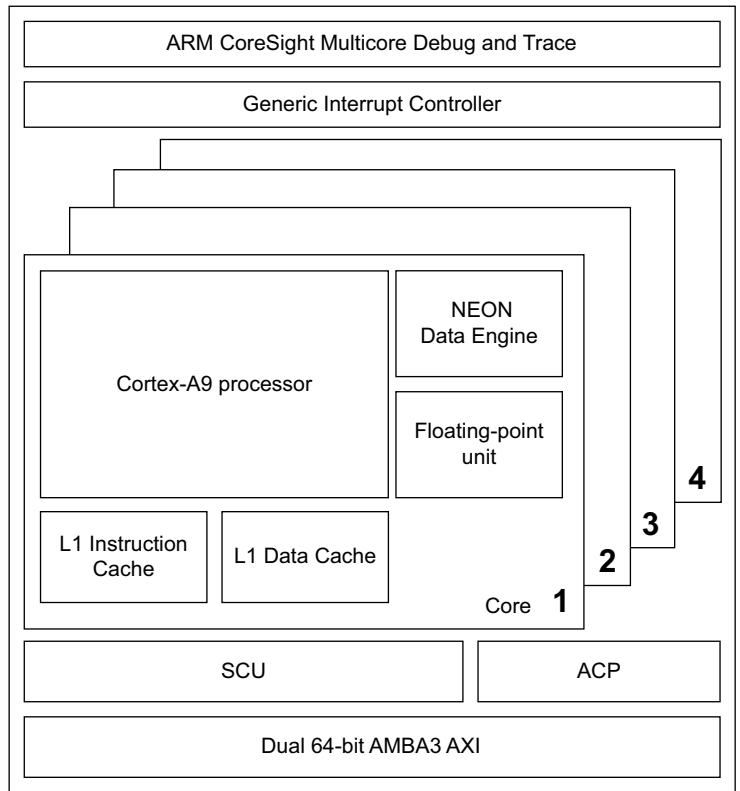 ARM CoreSight Multicore Debug and Trace
Generic Interrupt Controller
Cortex-A9 processor
NEON
Data Engine
Floating-point
unit
L1 Instruction
Cache
L1 Data Cache
Core 1
2
3
4
SCU
ACP
Dual 64-bit AMBA3 AXI